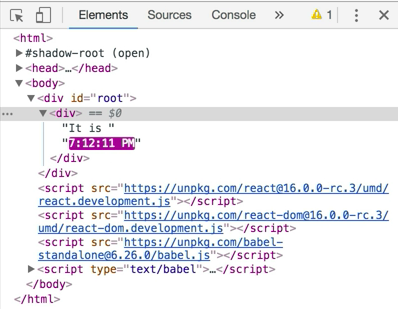 Elements Sources Console » 1
<html>
#shadow-root (open)
<head>…</head>
<body>
<div id="root">
… <div> == $0
"It is "
"7:12:11 PM"
</div>
</div>
<script src="https://unpkg.com/react@16.0.0-rc.3/umd/
react.development.js"></script>
<script src="https://unpkg.com/react-dom@16.0.0-rc.3/
umd/react-dom.development.js"></script>
<script src="https://unpkg.com/babel-
standalone@6.26.0/babel.js"></script>
<script type="text/babel">…</script>
</body>
</html>